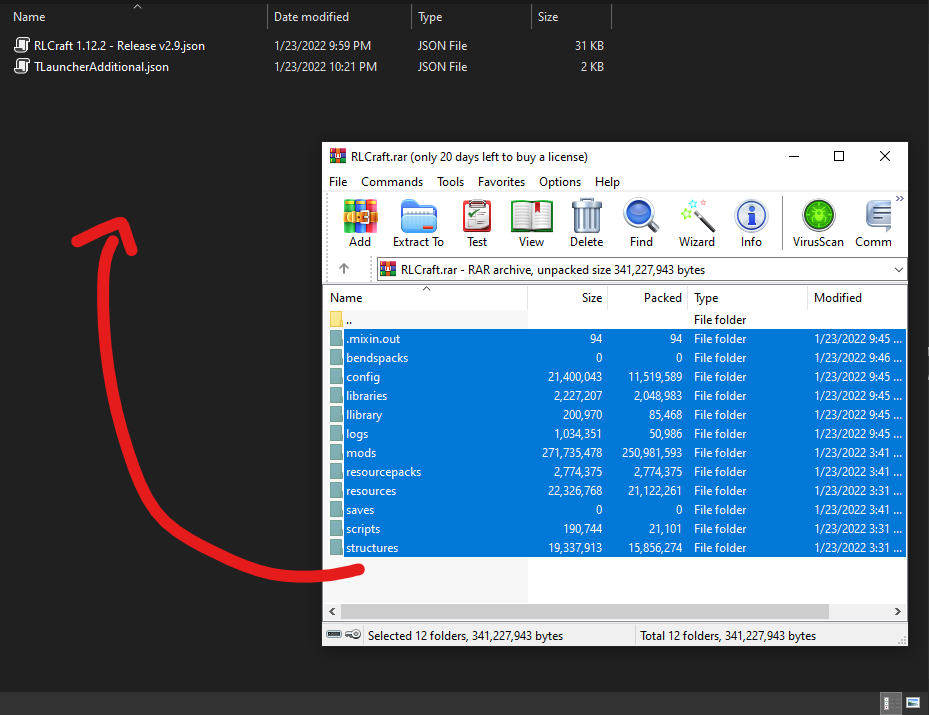 Name Date modified Type Size
RLCraft 1.12.2 - Release v2.9.json 1/23/2022 9:59 PM JSON File 31 KB
TLauncherAdditional.json 1/23/2022 10:21 PM JSON File 2 KB
RLCraft.rar (only 20 days left to buy a license)
File Commands Tools Favorites Options Help
Add Extract To Test View Delete Find Wizard Info VirusScan Comm
RLCraft.rar - RAR archive, unpacked size 341,227,943 bytes
Name Size Packed Type Modified
.. File folder
.mixin.out 94 94 File folder 1/23/2022 9:45 ...
bendspacks 0 0 File folder 1/23/2022 9:46 ...
config 21,400,043 11,519,589 File folder 1/23/2022 9:45 ...
libraries 2,227,207 2,048,983 File folder 1/23/2022 9:45 ...
llibrary 200,970 85,468 File folder 1/23/2022 9:45 ...
logs 1,034,351 50,986 File folder 1/23/2022 9:45 ...
mods 271,735,478 250,981,593 File folder 1/23/2022 3:41 ...
resourcepacks 2,774,375 2,774,375 File folder 1/23/2022 3:41 ...
resources 22,326,768 21,122,261 File folder 1/23/2022 3:31 ...
saves 0 0 File folder 1/23/2022 3:41 ...
scripts 190,744 21,101 File folder 1/23/2022 3:31 ...
structures 19,337,913 15,856,274 File folder 1/23/2022 3:31 ...
Selected 12 folders, 341,227,943 bytes Total 12 folders, 341,227,943 bytes